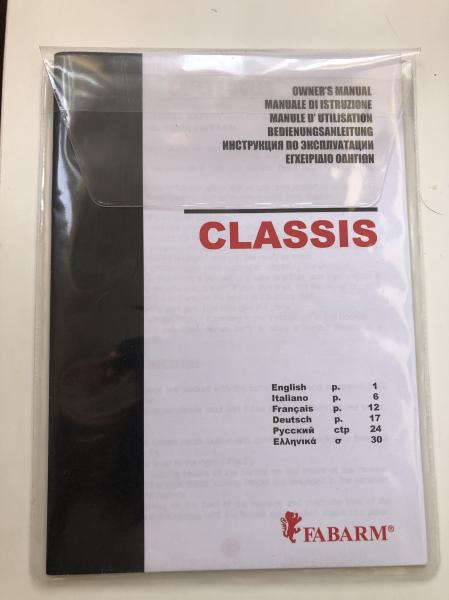 OWNER'S MANUAL
MANUALE DI ISTRUZIONE
MANULE D' UTILISATION
BEDIENUNGSANLEITUNG
ИНСТРУКЦИЯ ПО ЭКСПЛУАТАЦИИ
ΕΓΧΕΙΡΙΔΙΟ ΟΔΗΓΙΩΝ
CLASSIS
English p. 1
Italiano p. 6
Français p. 12
Deutsch p. 17
Русский стр 24
Ελληνικά σ 30
FABARM®